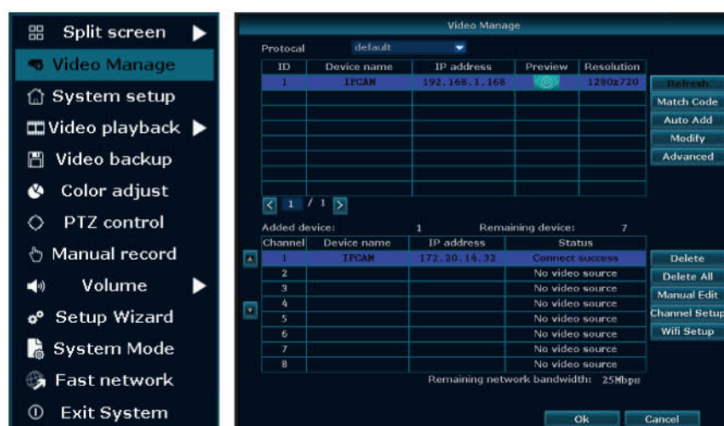 Split screen
Video Manage
System setup
Video playback
Video backup
Color adjust
PTZ control
Manual record
Volume
Setup Wizard
System Mode
Fast network
Exit System
Video Manage
Protocal default
ID Device name IP address Preview Resolution
1 IPCAM 192.168.1.168 1280x720
Refresh
Match Code
Auto Add
Modify
Advanced
1 / 1
Added device: 1 Remaining device: 7
Channel Device name IP address Status
1 IPCAM 172.20.14.32 Connect success
2 No video source
3 No video source
4 No video source
5 No video source
6 No video source
7 No video source
8 No video source
Delete
Delete All
Manual Edit
Channel Setup
Wifi Setup
Remaining network bandwidth: 25Mbps
Ok Cancel